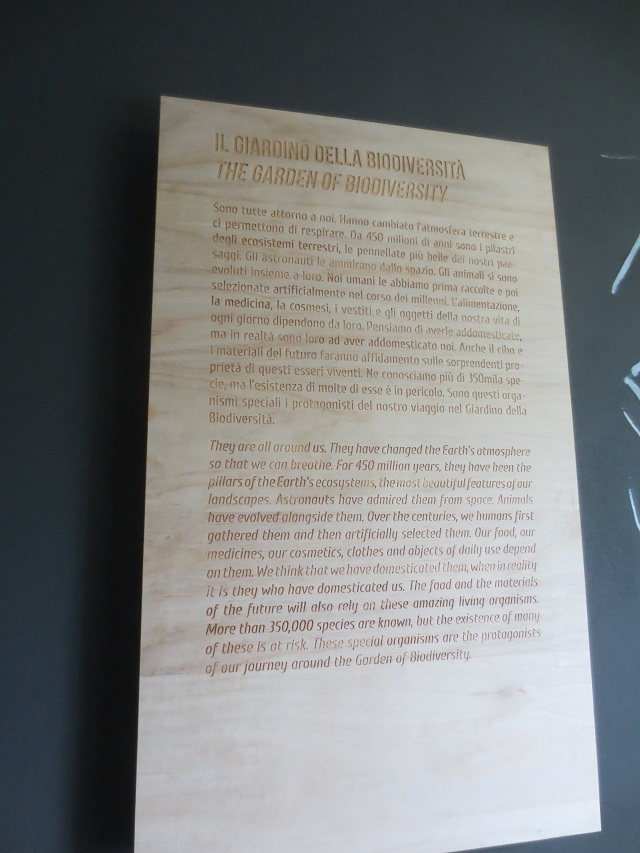 IL GIARDINO DELLA BIODIVERSITÀ
THE GARDEN OF BIODIVERSITY
Sono tutte attorno a noi. Hanno cambiato l'atmosfera terrestre e
ci permettono di respirare. Da 450 milioni di anni sono i pilastri
degli ecosistemi terrestri, le pennellate più belle dei nostri pae-
saggi. Gli astronauti le ammirano dallo spazio. Gli animali si sono
evoluti insieme a loro. Noi umani le abbiamo prima raccolte e poi
selezionate artificialmente nel corso dei millenni. L'alimentazione,
la medicina, la cosmesi, i vestiti e gli oggetti della nostra vita di
ogni giorno dipendono da loro. Pensiamo di averle addomesticate,
ma in realtà sono loro ad aver addomesticato noi. Anche il cibo e
i materiali del futuro faranno affidamento sulle sorprendenti pro-
prietà di questi esseri viventi. Ne conosciamo più di 350mila spe-
cie, ma l'esistenza di molte di esse è in pericolo. Sono questi orga-
nismi speciali i protagonisti del nostro viaggio nel Giardino della
Biodiversità.
They are all around us. They have changed the Earth's atmosphere
so that we can breathe. For 450 million years, they have been the
pillars of the Earth's ecosystems, the most beautiful features of our
landscapes. Astronauts have admired them from space. Animals
have evolved alongside them. Over the centuries, we humans first
gathered them and then artificially selected them. Our food, our
medicines, our cosmetics, clothes and objects of daily use depend
on them. We think that we have domesticated them, when in reality
it is they who have domesticated us. The food and the materials
of the future will also rely on these amazing living organisms.
More than 350,000 species are known, but the existence of many
of these is at risk. These special organisms are the protagonists
of our journey around the Garden of Biodiversity.